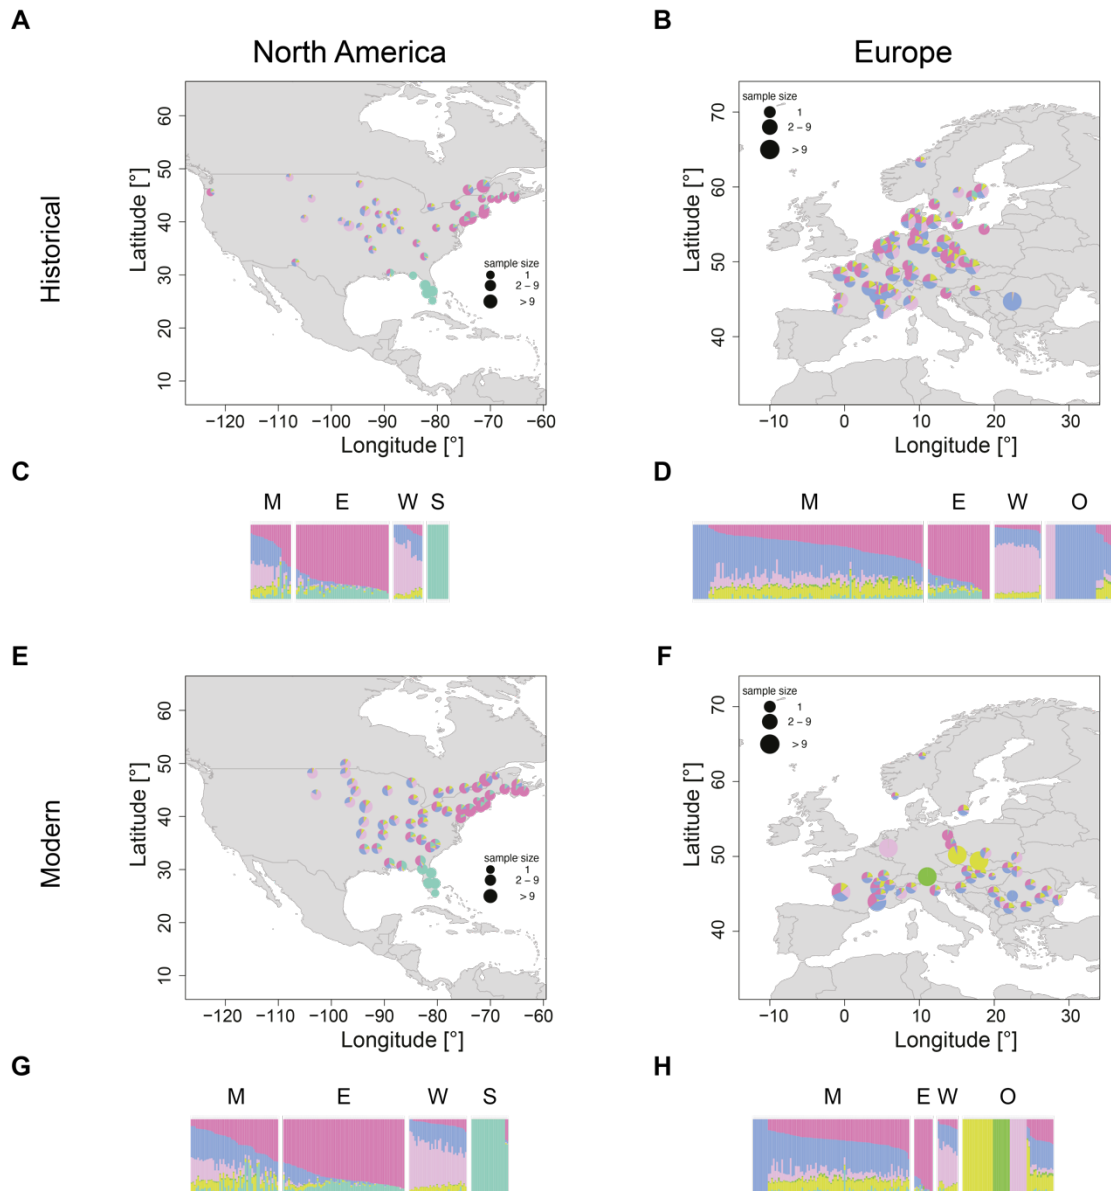 A
B
North America
Europe
Historical
Latitude [°]
60
50
40
30
20
10
sample size
1
2 – 9
> 9
−120 −100 −90 −80 −70 −60
Longitude [°]
Latitude [°]
70
60
50
40
sample size
1
2 – 9
> 9
−10 0 10 20 30
Longitude [°]
C
D
M E W S
M E W O
E
F
Modern
Latitude [°]
60
50
40
30
20
10
sample size
1
2 – 9
> 9
−120 −110 −100 −90 −80 −70 −60
Longitude [°]
Latitude [°]
70
60
50
40
sample size
1
2 – 9
> 9
−10 0 10 20 30
Longitude [°]
G
H
M E W S
M E W O